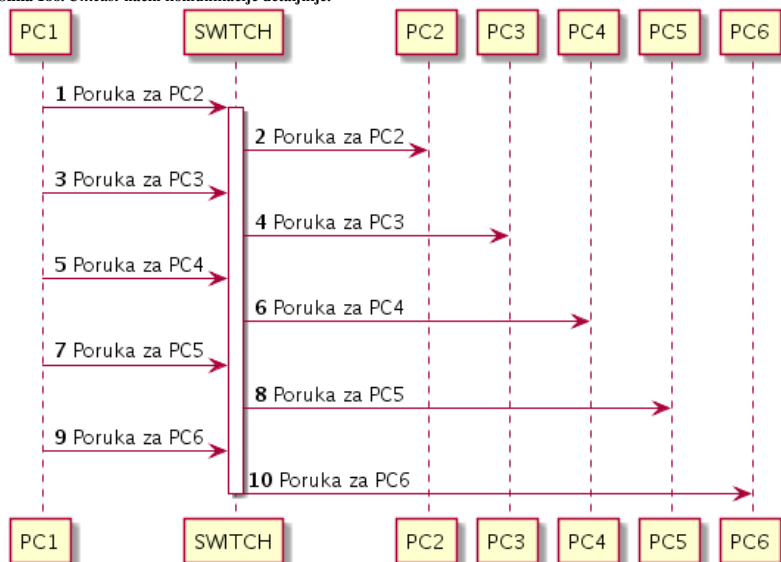 PC1 SWITCH PC2 PC3 PC4 PC5 PC6
1 Poruka za PC2
2 Poruka za PC2
3 Poruka za PC3
4 Poruka za PC3
5 Poruka za PC4
6 Poruka za PC4
7 Poruka za PC5
8 Poruka za PC5
9 Poruka za PC6
10 Poruka za PC6
PC1 SWITCH PC2 PC3 PC4 PC5 PC6